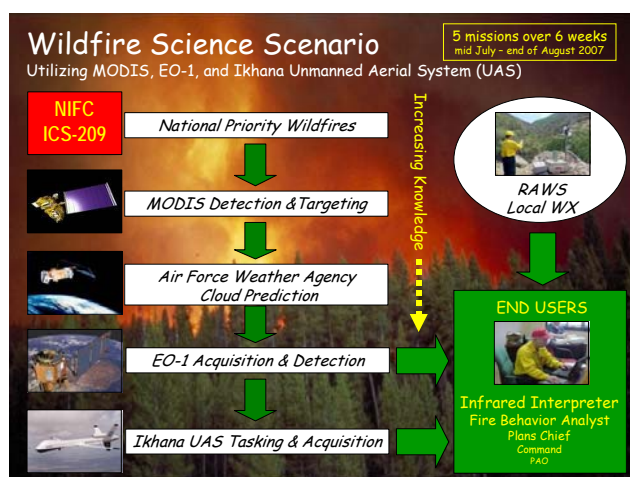 Wildfire Science Scenario
Utilizing MODIS, EO-1, and Ikhana Unmanned Aerial System (UAS)
5 missions over 6 weeks
mid July - end of August 2007
NIFC
ICS-209
National Priority Wildfires
MODIS Detection &Targeting
Air Force Weather Agency
Cloud Prediction
EO-1 Acquisition & Detection
Ikhana UAS Tasking & Acquisition
Increasing Knowledge
RAWS
Local WX
END USERS
Infrared Interpreter
Fire Behavior Analyst
Plans Chief
Command
PAO